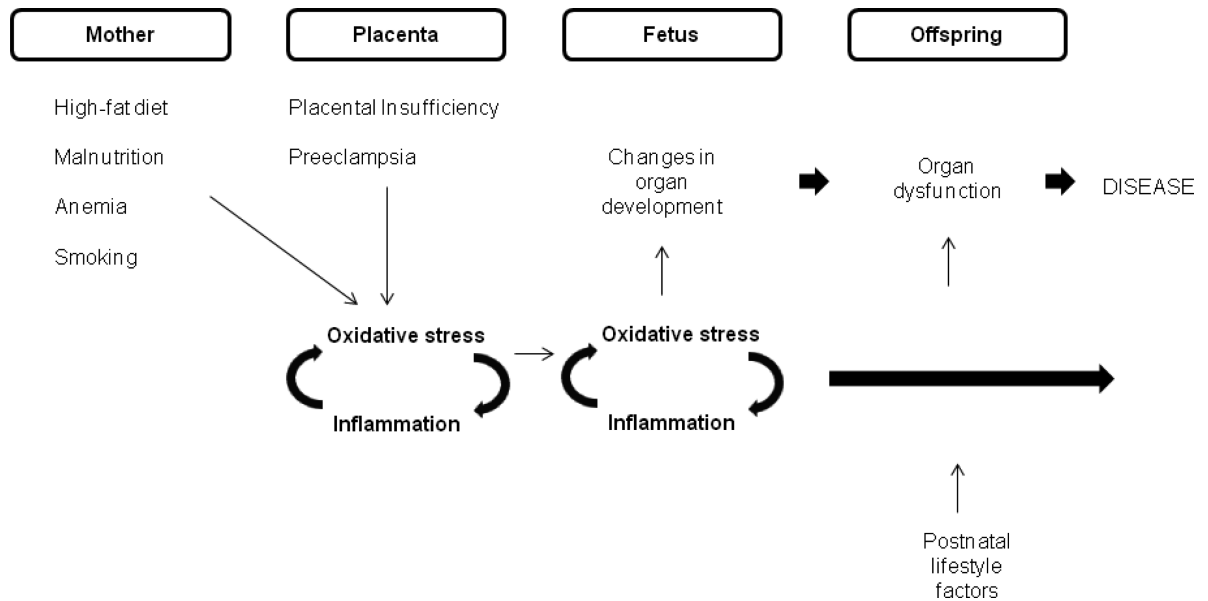 Mother
Placenta
Fetus
Offspring
High-fat diet
Malnutrition
Anemia
Smoking
Placental Insufficiency
Preeclampsia
Changes in
organ
development
Organ
dysfunction
DISEASE
Oxidative stress
Inflammation
Oxidative stress
Inflammation
Postnatal
lifestyle
factors